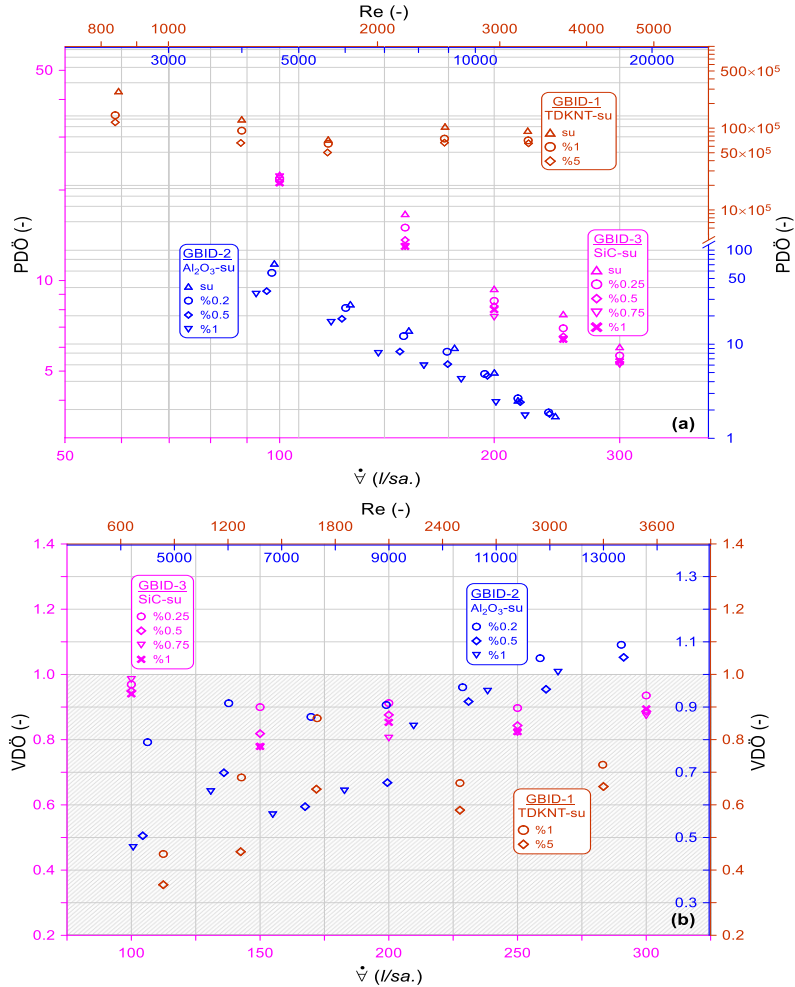 Re (-)
800 1000 2000 3000 4000 5000
3000 5000 10000 20000
50
10
5
PDÖ (-)
500×10⁵
100×10⁵
50×10⁵
10×10⁵
100
50
10
1
PDÖ (-)
GBID-1
TDKNT-su
su
%1
%5
GBID-2
Al₂O₃-su
su
%0.2
%0.5
%1
GBID-3
SiC-su
su
%0.25
%0.5
%0.75
%1
(a)
50 100 200 300
V̇ (l/sa.)
Re (-)
600 1200 1800 2400 3000 3600
5000 7000 9000 11000 13000
1.4
1.2
1.0
0.8
0.6
0.4
0.2
VDÖ (-)
1.3
1.1
0.9
0.7
0.5
0.3
1.4
1.2
1.0
0.8
0.6
0.4
0.2
VDÖ (-)
GBID-3
SiC-su
%0.25
%0.5
%0.75
%1
GBID-2
Al₂O₃-su
%0.2
%0.5
%1
GBID-1
TDKNT-su
%1
%5
(b)
100 150 200 250 300
V̇ (l/sa.)